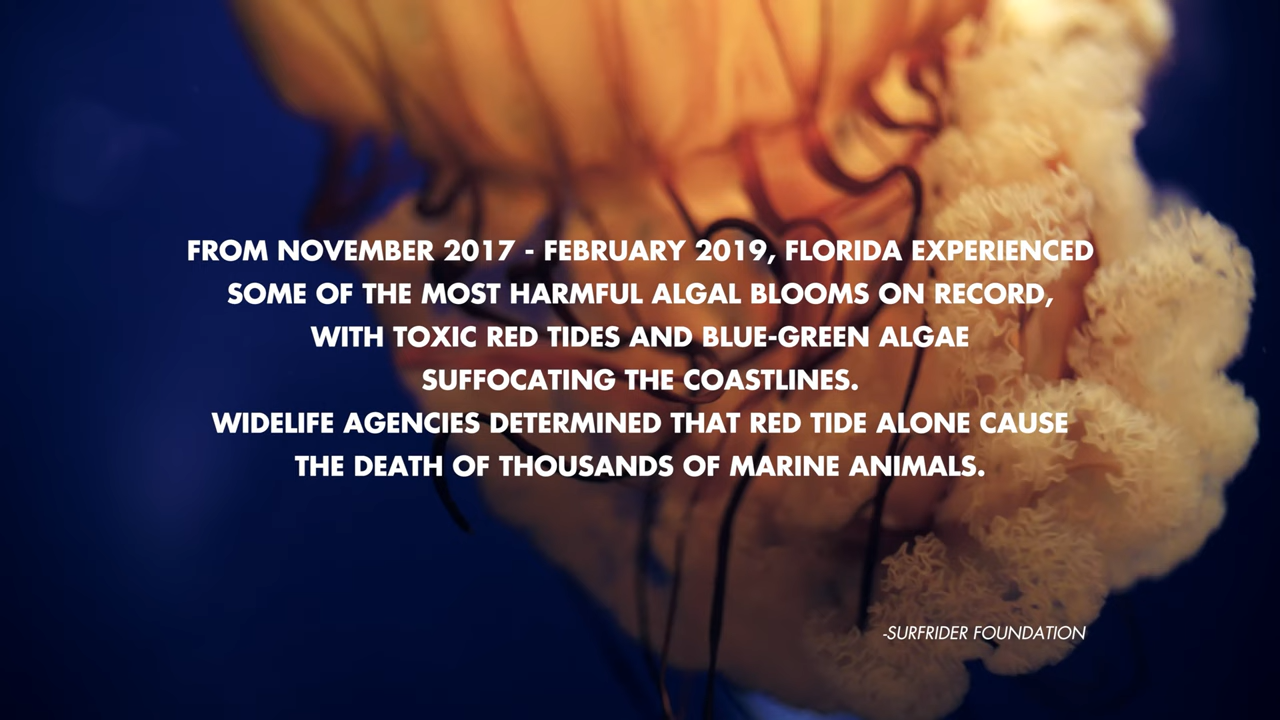 FROM NOVEMBER 2017 - FEBRUARY 2019, FLORIDA EXPERIENCED
SOME OF THE MOST HARMFUL ALGAL BLOOMS ON RECORD,
WITH TOXIC RED TIDES AND BLUE-GREEN ALGAE
SUFFOCATING THE COASTLINES.
WIDELIFE AGENCIES DETERMINED THAT RED TIDE ALONE CAUSE
THE DEATH OF THOUSANDS OF MARINE ANIMALS.
-SURFRIDER FOUNDATION